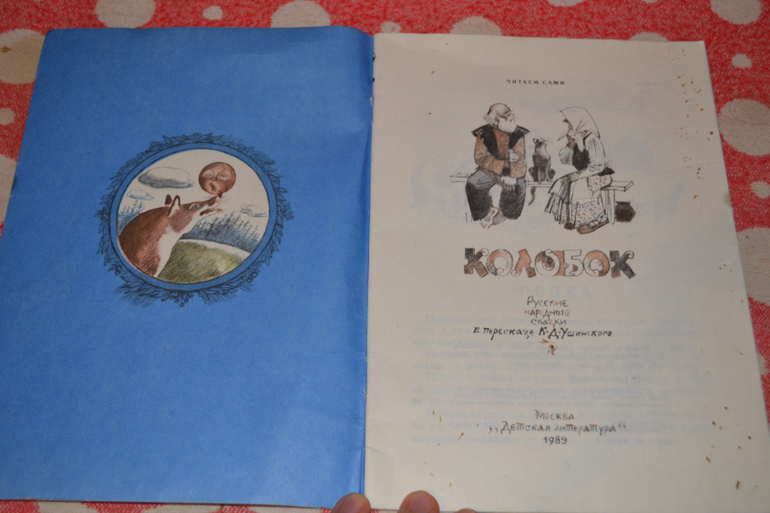 ЧИТАЕМ САМИ
КОЛОБОК
Русские
народные
сказки
в пересказе К.Д.Ушинского
Москва
„Детская литература“
1989